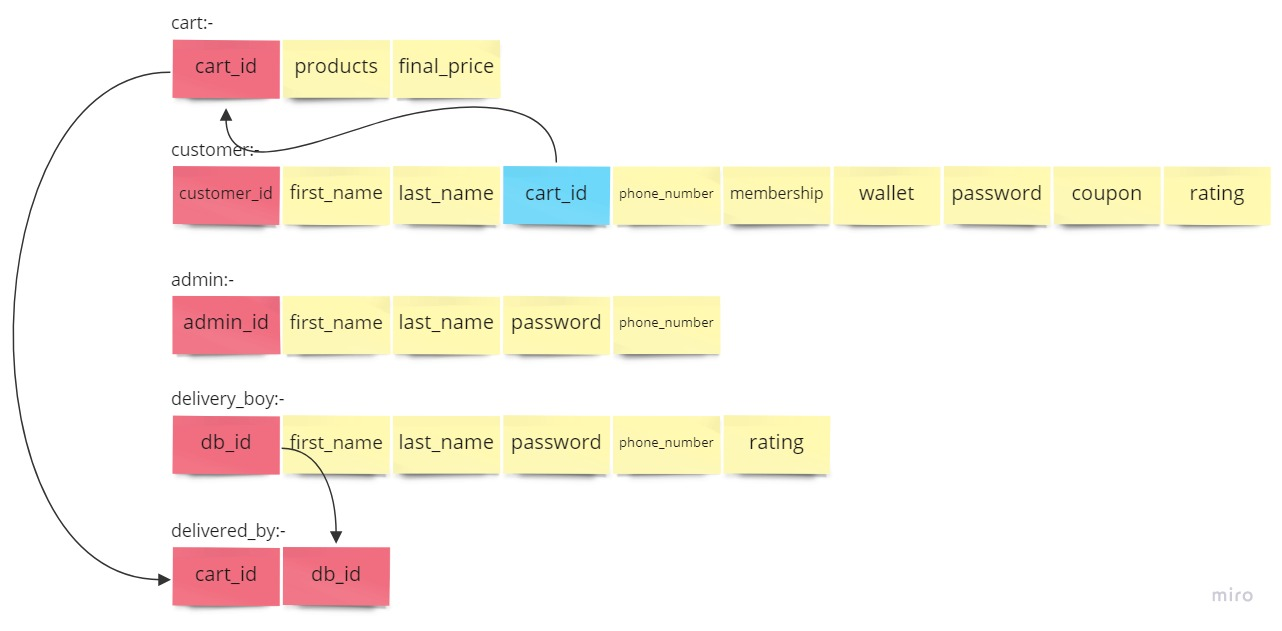 cart:-
cart_id products final_price
customer:-
customer_id first_name last_name cart_id phone_number membership wallet password coupon rating
admin:-
admin_id first_name last_name password phone_number
delivery_boy:-
db_id first_name last_name password phone_number rating
delivered_by:-
cart_id db_id
miro